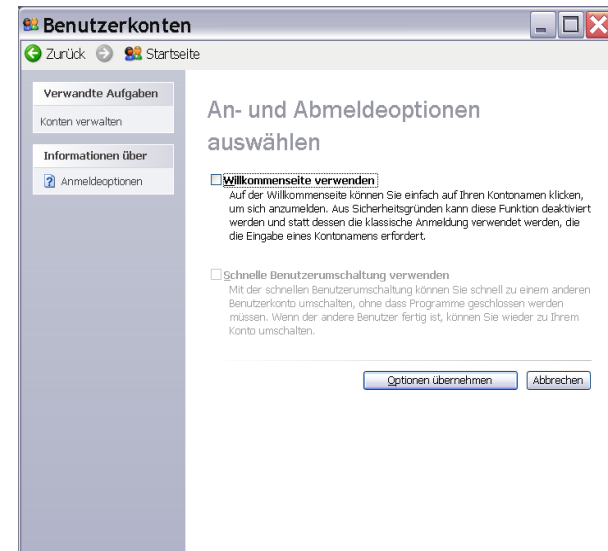 Benutzerkonten
Zurück Startseite
Verwandte Aufgaben
Konten verwalten
Informationen über
Anmeldeoptionen
An- und Abmeldeoptionen
auswählen
Willkommenseite verwenden
Auf der Willkommenseite können Sie einfach auf Ihren Kontonamen klicken,
um sich anzumelden. Aus Sicherheitsgründen kann diese Funktion deaktiviert
werden und statt dessen die klassische Anmeldung verwendet werden, die
die Eingabe eines Kontonamens erfordert.
Schnelle Benutzerumschaltung verwenden
Mit der schnellen Benutzerumschaltung können Sie schnell zu einem anderen
Benutzerkonto umschalten, ohne dass Programme geschlossen werden
müssen. Wenn der andere Benutzer fertig ist, können Sie wieder zu Ihrem
Konto umschalten.
Optionen übernehmen Abbrechen